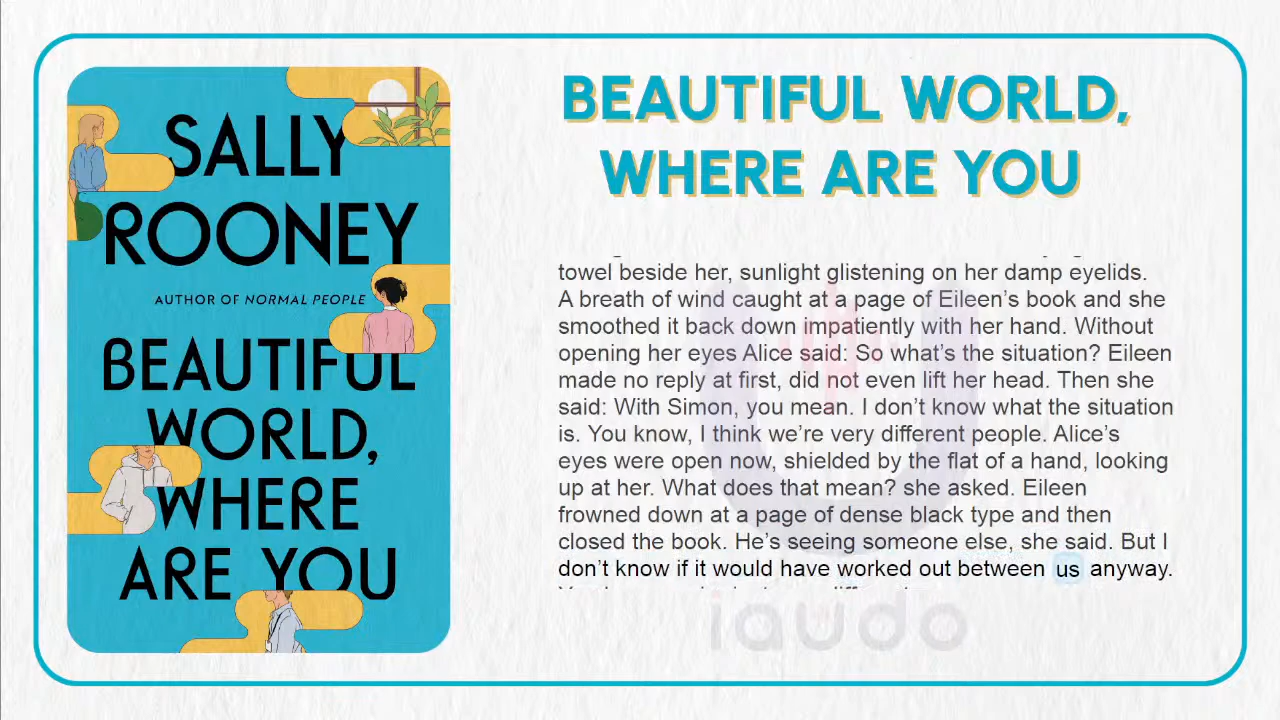 SALLY
ROONEY
AUTHOR OF NORMAL PEOPLE
BEAUTIFUL
WORLD,
WHERE
ARE YOU
BEAUTIFUL WORLD,
WHERE ARE YOU
towel beside her, sunlight glistening on her damp eyelids.
A breath of wind caught at a page of Eileen’s book and she
smoothed it back down impatiently with her hand. Without
opening her eyes Alice said: So what’s the situation? Eileen
made no reply at first, did not even lift her head. Then she
said: With Simon, you mean. I don’t know what the situation
is. You know, I think we’re very different people. Alice’s
eyes were open now, shielded by the flat of a hand, looking
up at her. What does that mean? she asked. Eileen
frowned down at a page of dense black type and then
closed the book. He’s seeing someone else, she said. But I
don’t know if it would have worked out between us anyway.
iaudo